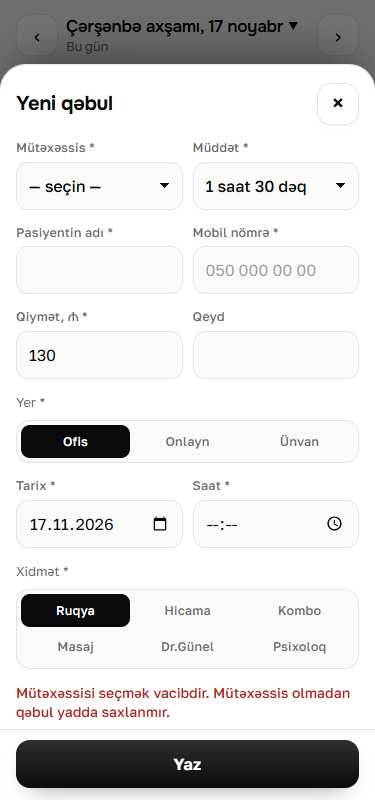 ‹ Çərşənbə axşamı, 17 noyabr ▼ ›
Bu gün
Yeni qəbul ×
Mütəxəssis * Müddət *
— seçin — 1 saat 30 dəq
Pasiyentin adı * Mobil nömrə *
050 000 00 00
Qiymət, ₼ * Qeyd
130
Yer *
Ofis Onlayn Ünvan
Tarix * Saat *
17.11.2026 --:--
Xidmət *
Ruqya Hicama Kombo
Masaj Dr.Günel Psixoloq
Mütəxəssisi seçmək vacibdir. Mütəxəssis olmadan
qəbul yadda saxlanmır.
Yaz